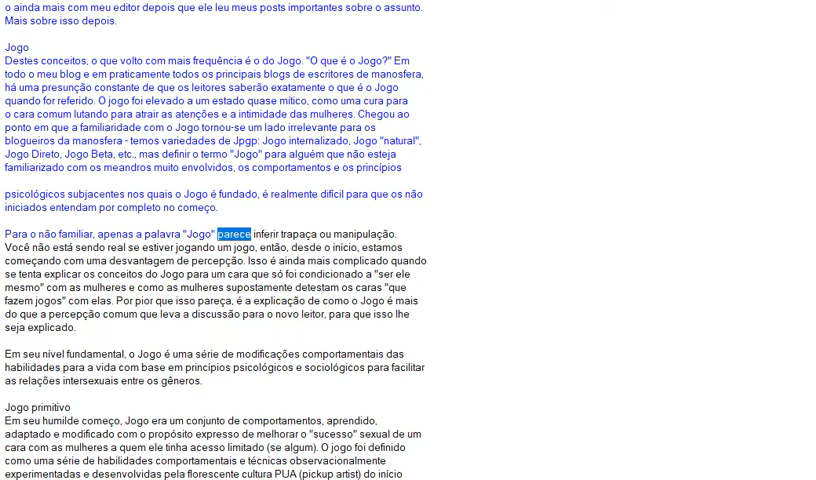 o ainda mais com meu editor depois que ele leu meus posts importantes sobre o assunto.
Mais sobre isso depois.
Jogo
Destes conceitos, o que volto com mais frequência é o do Jogo. "O que é o Jogo?" Em
todo o meu blog e em praticamente todos os principais blogs de escritores de manosfera,
há uma presunção constante de que os leitores saberão exatamente o que é o Jogo
quando for referido. O jogo foi elevado a um estado quase mítico, como uma cura para
o cara comum lutando para atrair as atenções e a intimidade das mulheres. Chegou ao
ponto em que a familiaridade com o Jogo tornou-se um lado irrelevante para os
blogueiros da manosfera - temos variedades de Jpgp: Jogo internalizado, Jogo "natural",
Jogo Direto, Jogo Beta, etc., mas definir o termo "Jogo" para alguém que não esteja
familiarizado com os meandros muito envolvidos, os comportamentos e os princípios
psicológicos subjacentes nos quais o Jogo é fundado, é realmente difícil para que os não
iniciados entendam por completo no começo.
Para o não familiar, apenas a palavra "Jogo" parece inferir trapaça ou manipulação.
Você não está sendo real se estiver jogando um jogo, então, desde o início, estamos
começando com uma desvantagem de percepção. Isso é ainda mais complicado quando
se tenta explicar os conceitos do Jogo para um cara que só foi condicionado a "ser ele
mesmo" com as mulheres e como as mulheres supostamente detestam os caras "que
fazem jogos" com elas. Por pior que isso pareça, é a explicação de como o Jogo é mais
do que a percepção comum que leva a discussão para o novo leitor, para que isso lhe
seja explicado.
Em seu nível fundamental, o Jogo é uma série de modificações comportamentais das
habilidades para a vida com base em princípios psicológicos e sociológicos para facilitar
as relações intersexuais entre os gêneros.
Jogo primitivo
Em seu humilde começo, Jogo era um conjunto de comportamentos, aprendido,
adaptado e modificado com o propósito expresso de melhorar o "sucesso" sexual de um
cara com as mulheres a quem ele tinha acesso limitado (se algum). O jogo foi definido
como uma série de habilidades comportamentais e técnicas observacionalmente
experimentadas e desenvolvidas pela florescente cultura PUA (pickup artist) do início